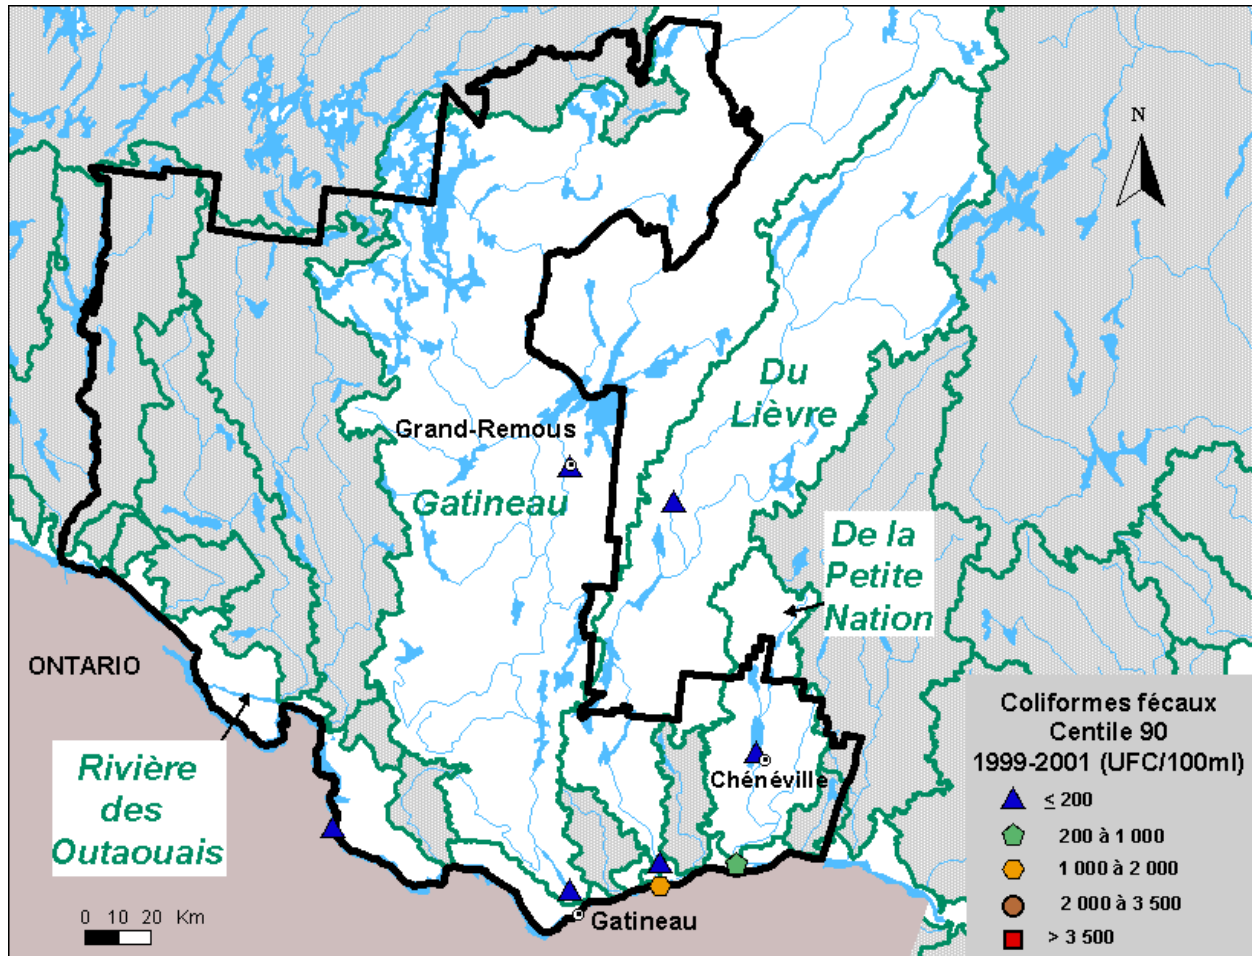 N
Du
Lièvre
Grand-Remous
Gatineau
De la
Petite
Nation
ONTARIO
Rivière
des
Outaouais
Chénéville
Gatineau
0 10 20 Km
Coliformes fécaux
Centile 90
1999-2001 (UFC/100ml)
≤ 200
200 à 1 000
1 000 à 2 000
2 000 à 3 500
> 3 500